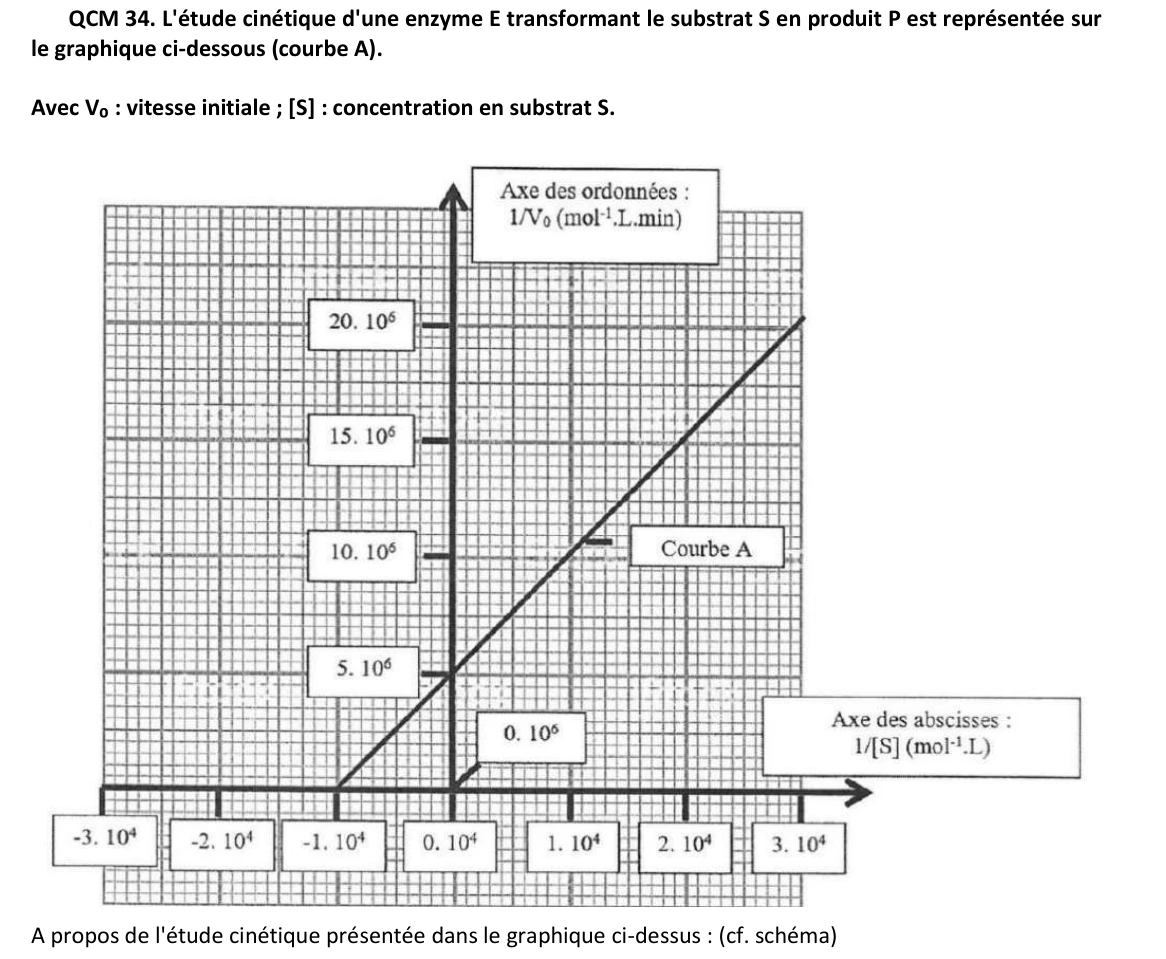 QCM 34. L'étude cinétique d'une enzyme E transformant le substrat S en produit P est représentée sur
le graphique ci-dessous (courbe A).
Avec V₀ : vitesse initiale ; [S] : concentration en substrat S.
Axe des ordonnées :
1/V₀ (mol⁻¹.L.min)
20. 10⁶
15. 10⁶
10. 10⁶
Courbe A
5. 10⁶
0. 10⁶
Axe des abscisses :
1/[S] (mol⁻¹.L)
-3. 10⁴
-2. 10⁴
-1. 10⁴
0. 10⁴
1. 10⁴
2. 10⁴
3. 10⁴
A propos de l'étude cinétique présentée dans le graphique ci-dessus : (cf. schéma)